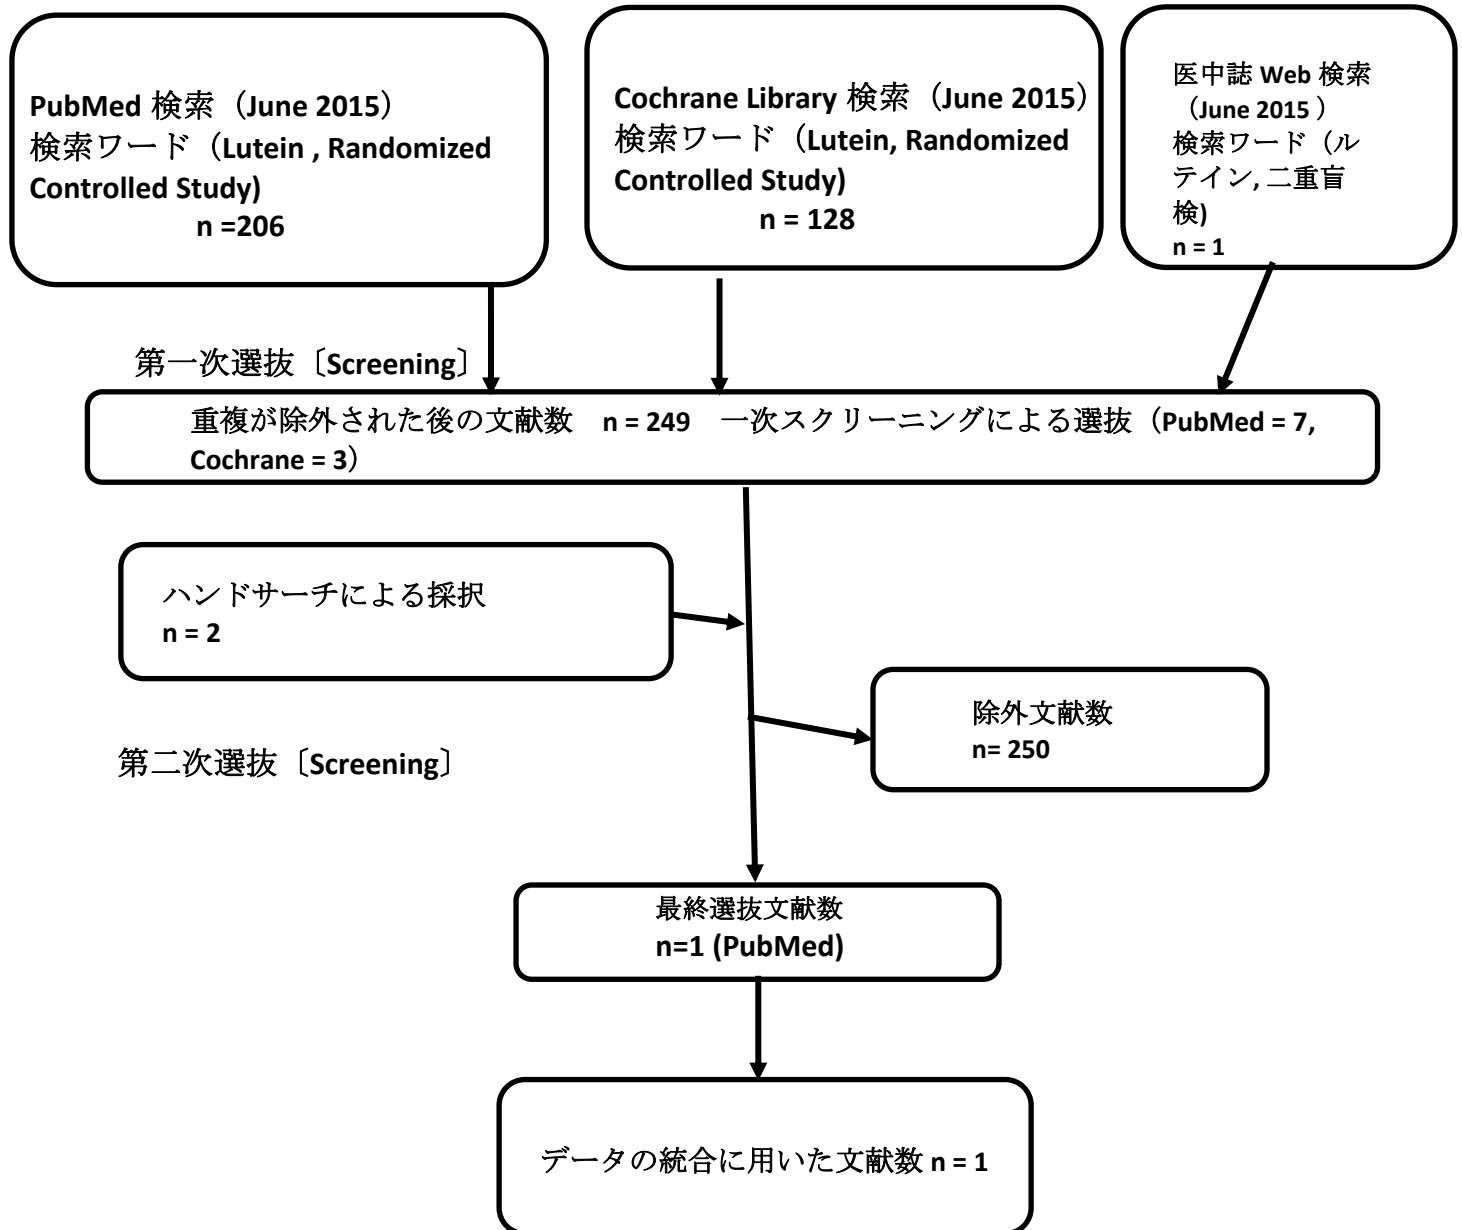 PubMed 検索（June 2015）
検索ワード（Lutein , Randomized
Controlled Study)
n =206
Cochrane Library 検索（June 2015）
検索ワード（Lutein, Randomized
Controlled Study)
n = 128
医中誌 Web 検索
（June 2015 ）
検索ワード（ル
テイン, 二重盲
検)
n = 1
第一次選抜〔Screening〕
重複が除外された後の文献数　n = 249　一次スクリーニングによる選抜（PubMed = 7,
Cochrane = 3）
ハンドサーチによる採択
n = 2
除外文献数
n= 250
第二次選抜〔Screening〕
最終選抜文献数
n=1 (PubMed)
データの統合に用いた文献数 n = 1